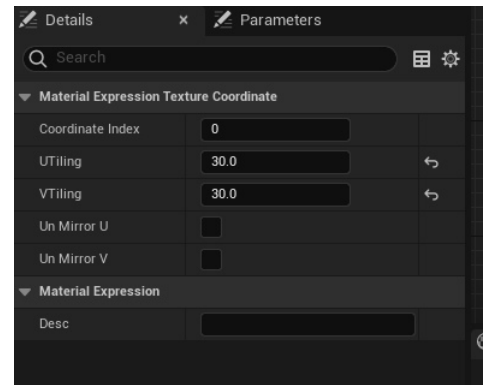 Details
Parameters
Search
Material Expression Texture Coordinate
Coordinate Index 0
UTiling 30.0
VTiling 30.0
Un Mirror U
Un Mirror V
Material Expression
Desc